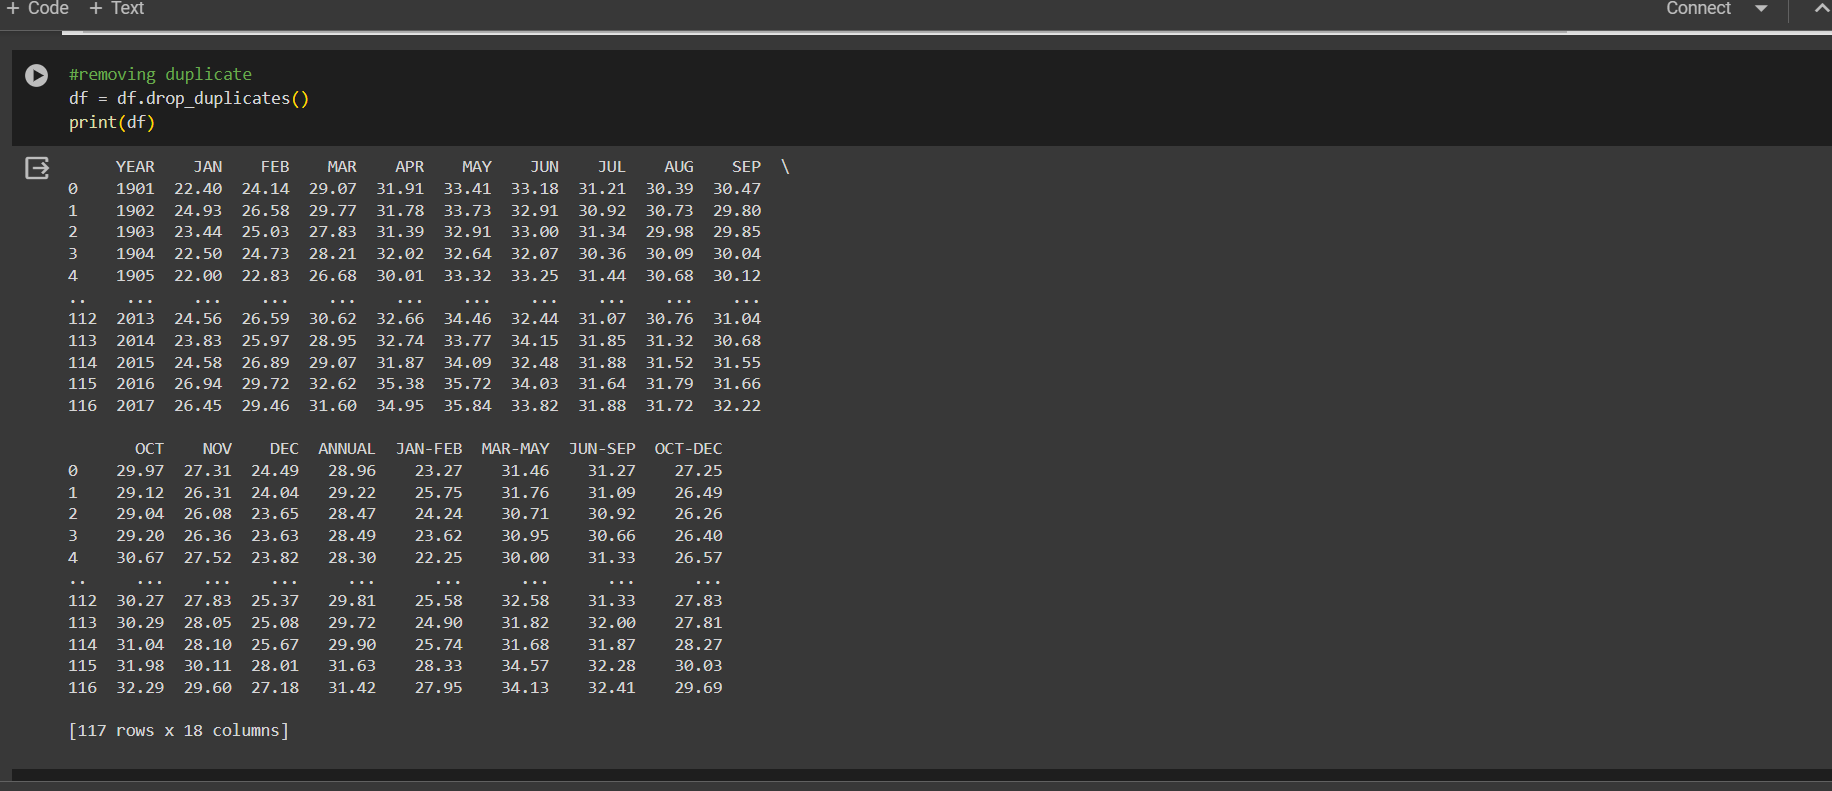 + Code + Text Connect
#removing duplicate
df = df.drop_duplicates()
print(df)
YEAR JAN FEB MAR APR MAY JUN JUL AUG SEP \
0 1901 22.40 24.14 29.07 31.91 33.41 33.18 31.21 30.39 30.47
1 1902 24.93 26.58 29.77 31.78 33.73 32.91 30.92 30.73 29.80
2 1903 23.44 25.03 27.83 31.39 32.91 33.00 31.34 29.98 29.85
3 1904 22.50 24.73 28.21 32.02 32.64 32.07 30.36 30.09 30.04
4 1905 22.00 22.83 26.68 30.01 33.32 33.25 31.44 30.68 30.12
.. ... ... ... ... ... ... ... ... ... ...
112 2013 24.56 26.59 30.62 32.66 34.46 32.44 31.07 30.76 31.04
113 2014 23.83 25.97 28.95 32.74 33.77 34.15 31.85 31.32 30.68
114 2015 24.58 26.89 29.07 31.87 34.09 32.48 31.88 31.52 31.55
115 2016 26.94 29.72 32.62 35.38 35.72 34.03 31.64 31.79 31.66
116 2017 26.45 29.46 31.60 34.95 35.84 33.82 31.88 31.72 32.22
OCT NOV DEC ANNUAL JAN-FEB MAR-MAY JUN-SEP OCT-DEC
0 29.97 27.31 24.49 28.96 23.27 31.46 31.27 27.25
1 29.12 26.31 24.04 29.22 25.75 31.76 31.09 26.49
2 29.04 26.08 23.65 28.47 24.24 30.71 30.92 26.26
3 29.20 26.36 23.63 28.49 23.62 30.95 30.66 26.40
4 30.67 27.52 23.82 28.30 22.25 30.00 31.33 26.57
.. ... ... ... ... ... ... ... ...
112 30.27 27.83 25.37 29.81 25.58 32.58 31.33 27.83
113 30.29 28.05 25.08 29.72 24.90 31.82 32.00 27.81
114 31.04 28.10 25.67 29.90 25.74 31.68 31.87 28.27
115 31.98 30.11 28.01 31.63 28.33 34.57 32.28 30.03
116 32.29 29.60 27.18 31.42 27.95 34.13 32.41 29.69
[117 rows x 18 columns]